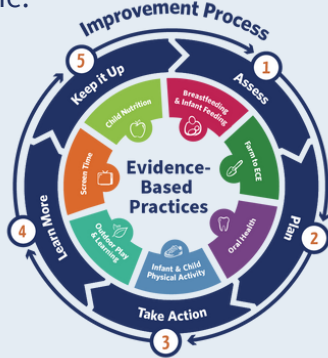 Improvement Process
1
Assess
2
Plan
3
Take Action
4
Learn More
5
Keep it Up
Evidence-
Based
Practices
Breastfeeding
& Infant Feeding
Farm to ECE
Oral Health
Infant & Child
Physical Activity
Outdoor Play
& Learning
Screen Time
Child Nutrition